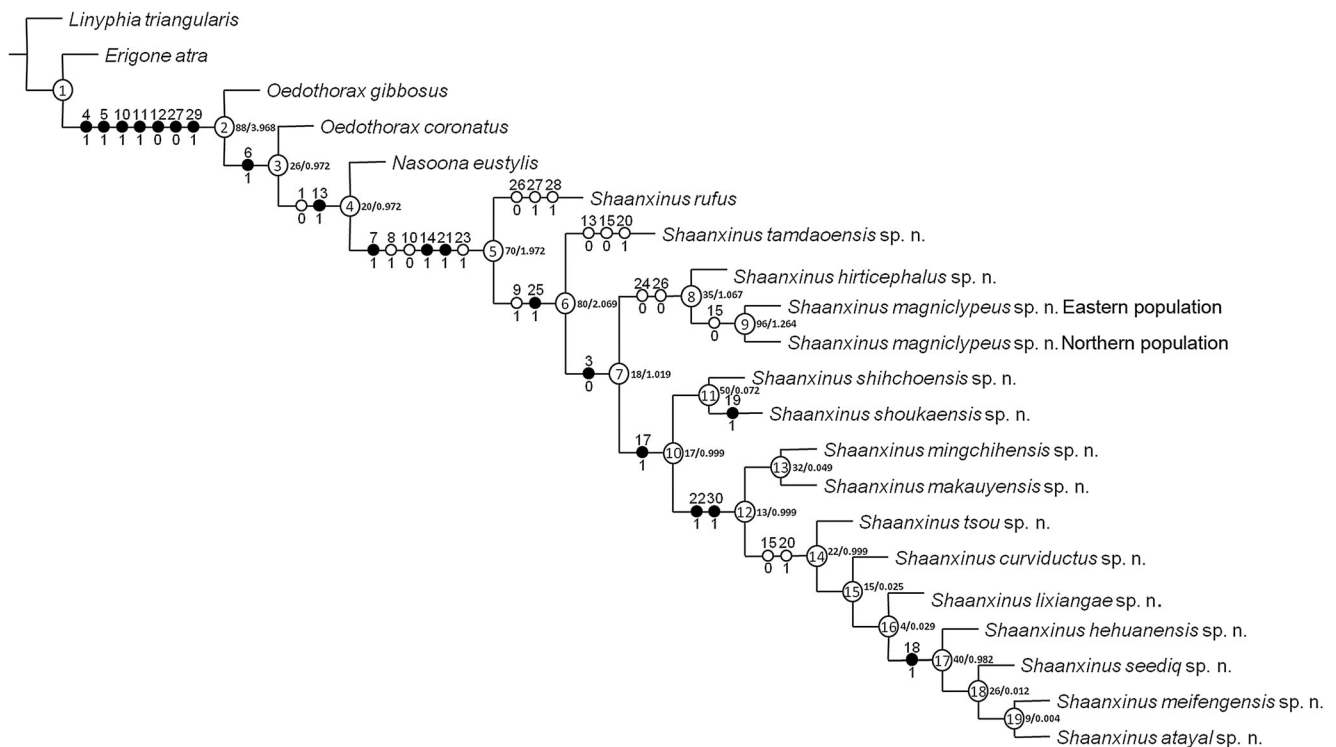 Linyphia triangularis
Erigone atra
1
Oedothorax gibbosus
4 5 10 11 12 27 29
1 1 1 1 0 0 1
2 88/3.968
Oedothorax coronatus
6
1
3 26/0.972
Nasoona eustylis
1 13
0 1
4 20/0.972
26 27 28
0 1 1
Shaanxinus rufus
7 8 10 14 21 23
1 1 0 1 1 1
5 70/1.972
13 15 20
0 0 1
Shaanxinus tamdaoensis sp. n.
9 25
1 1
6 80/2.069
Shaanxinus hirticephalus sp. n.
24 26
0 0
8 35/1.067
Shaanxinus magniclypeus sp. n. Eastern population
15
0
9 96/1.264
Shaanxinus magniclypeus sp. n. Northern population
3
0
7 18/1.019
Shaanxinus shihchoensis sp. n.
11 50/0.072
19
1
Shaanxinus shoukaensis sp. n.
17
1
10 17/0.999
Shaanxinus mingchihensis sp. n.
13 32/0.049
Shaanxinus makauyensis sp. n.
22 30
1 1
12 13/0.999
Shaanxinus tsou sp. n.
15 20
0 1
14 22/0.999
Shaanxinus curviductus sp. n.
15 15/0.025
Shaanxinus lixiangae sp. n.
16 4/0.029
Shaanxinus hehuanensis sp. n.
18
1
17 40/0.982
Shaanxinus seediq sp. n.
18 26/0.012
Shaanxinus meifengensis sp. n.
19 9/0.004
Shaanxinus atayal sp. n.